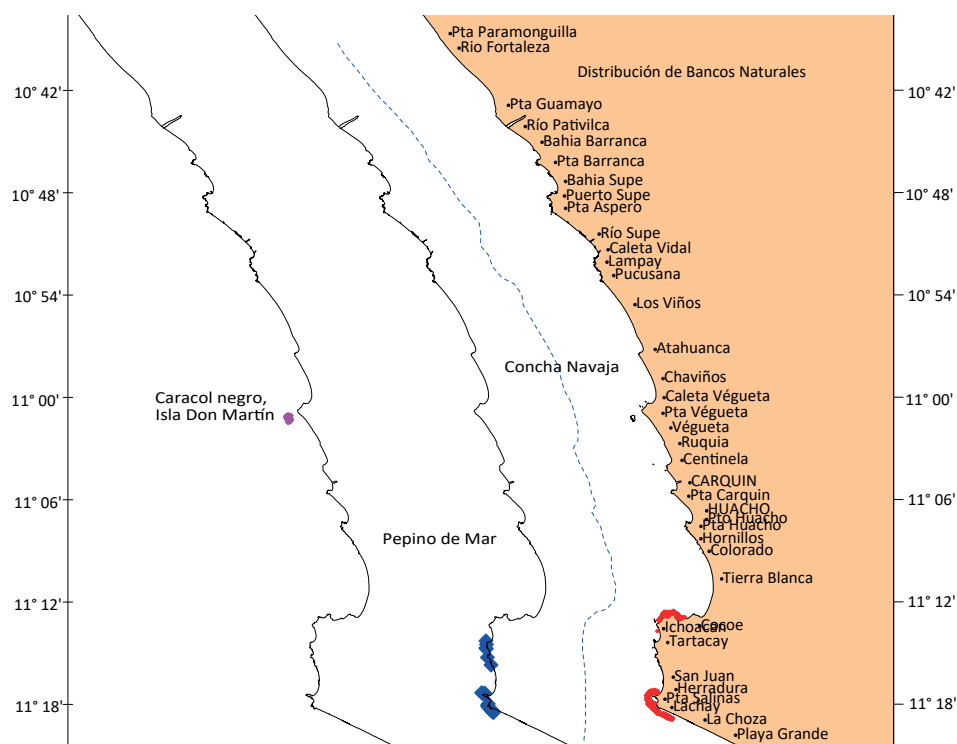 Pta Paramonguilla
Rio Fortaleza
Distribución de Bancos Naturales
10° 42'
10° 42'
Pta Guamayo
Río Pativilca
Bahia Barranca
Pta Barranca
Bahia Supe
10° 48'
10° 48'
Puerto Supe
Pta Aspero
Río Supe
Caleta Vidal
Lampay
Pucusana
10° 54'
10° 54'
Los Viños
Atahuanca
Concha Navaja
Chaviños
11° 00'
11° 00'
Caleta Végueta
Caracol negro,
Isla Don Martín
Pta Végueta
Végueta
Ruquia
Centinela
CARQUIN
11° 06'
11° 06'
Pta Carquin
HUACHO
Pto Huacho
Pta Huacho
Hornillos
Pepino de Mar
Colorado
Tierra Blanca
11° 12'
11° 12'
Cocoe
Ichoacan
Tartacay
San Juan
Herradura
Pta Salinas
11° 18'
11° 18'
Lachay
La Choza
Playa Grande